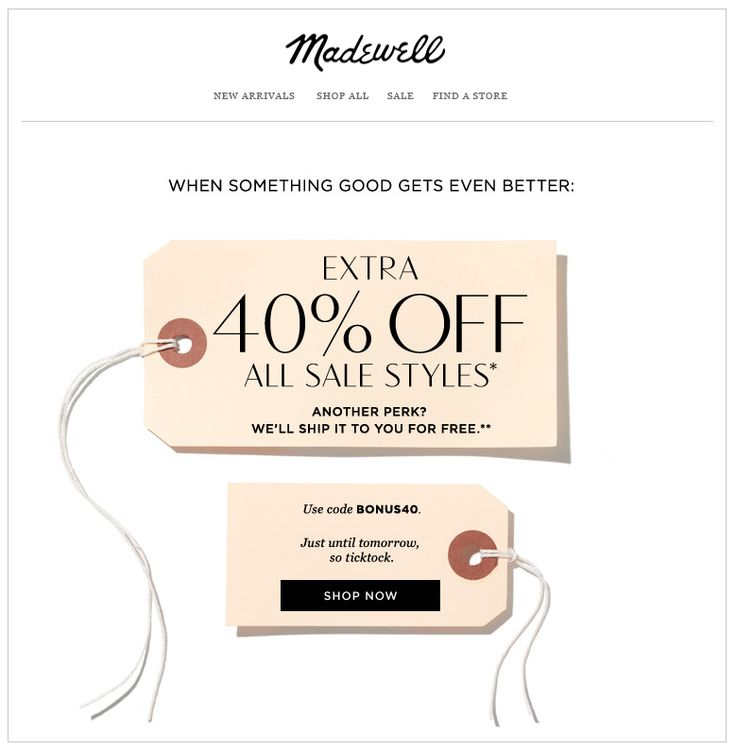 Madewell
NEW ARRIVALS SHOP ALL SALE FIND A STORE
WHEN SOMETHING GOOD GETS EVEN BETTER:
EXTRA
40% OFF
ALL SALE STYLES*
ANOTHER PERK?
WE'LL SHIP IT TO YOU FOR FREE.**
Use code BONUS40.
Just until tomorrow,
so ticktock.
SHOP NOW